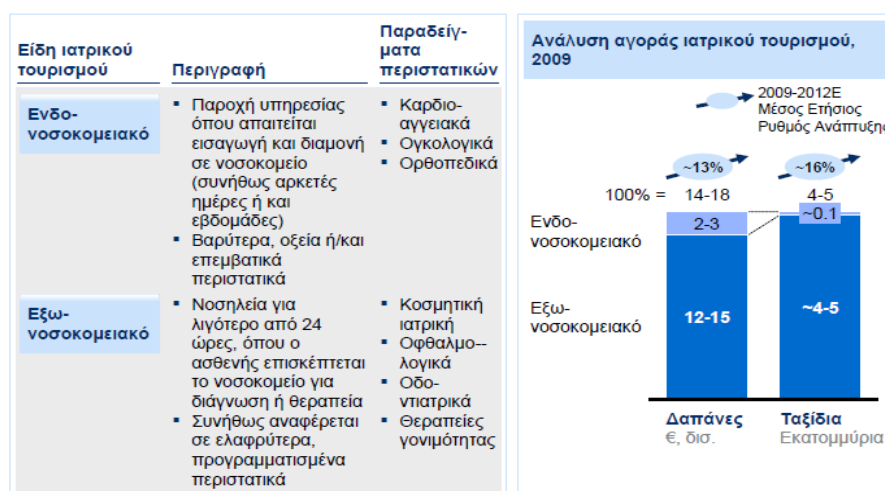 Είδη ιατρικού
τουρισμού
Περιγραφή
Παραδείγ-
ματα
περιστατικών
Ενδο-
νοσοκομειακό
▪ Παροχή υπηρεσίας
όπου απαιτείται
εισαγωγή και διαμονή
σε νοσοκομείο
(συνήθως αρκετές
ημέρες ή και
εβδομάδες)
▪ Βαρύτερα, οξεία ή/και
επεμβατικά
περιστατικά
▪ Καρδιο-
αγγειακά
▪ Ογκολογικά
▪ Ορθοπεδικά
Εξω-
νοσοκομειακό
▪ Νοσηλεία για
λιγότερο από 24
ώρες, όπου ο
ασθενής επισκέπτεται
το νοσοκομείο για
διάγνωση ή θεραπεία
▪ Συνήθως αναφέρεται
σε ελαφρύτερα,
προγραμματισμένα
περιστατικά
▪ Κοσμητική
ιατρική
▪ Οφθαλμο--
λογικά
▪ Οδο-
ντιατρικά
▪ Θεραπείες
γονιμότητας
Ανάλυση αγοράς ιατρικού τουρισμού,
2009
2009-2012E
Μέσος Ετήσιος
Ρυθμός Ανάπτυξης
~13%
~16%
100% = 14-18
4-5
Ενδο-
νοσοκομειακό
2-3
~0.1
Εξω-
νοσοκομειακό
12-15
~4-5
Δαπάνες
€, δισ.
Ταξίδια
Εκατομμύρια